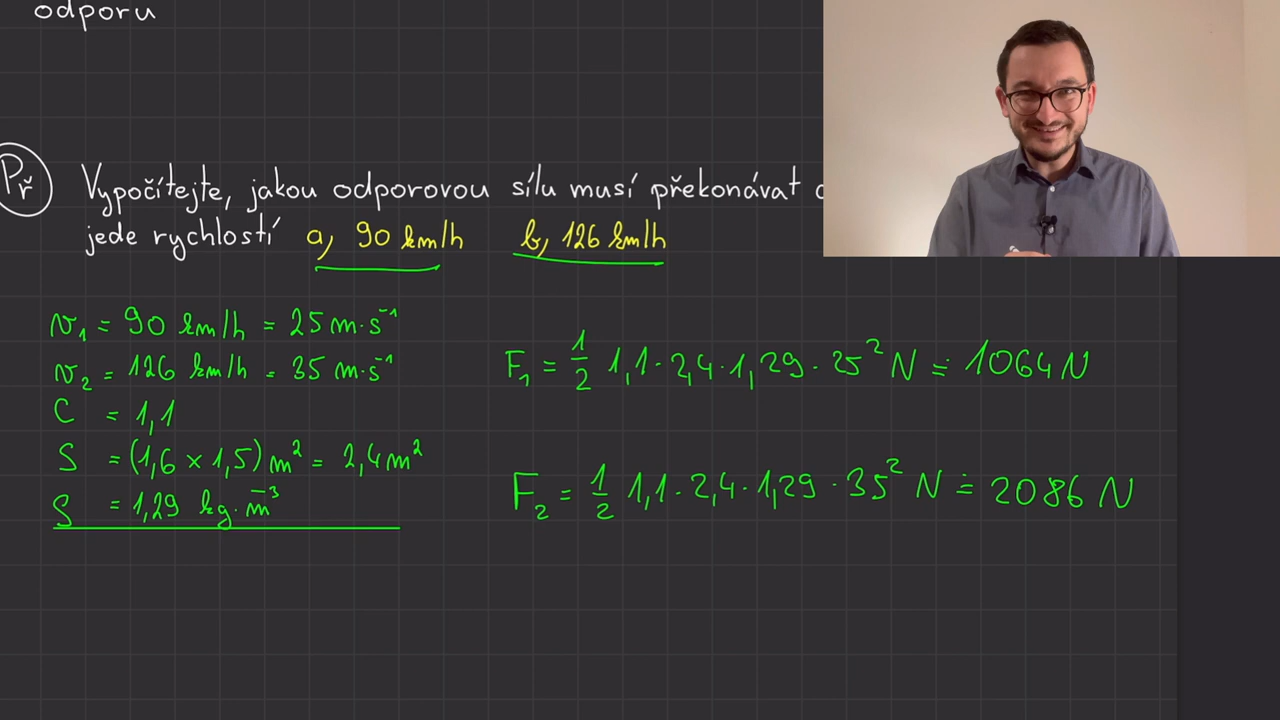 odporu
Př
Vypočítejte, jakou odporovou sílu musí překonávat
jede rychlostí a, 90 km/h b, 126 km/h
v₁ = 90 km/h = 25 m·s⁻¹
v₂ = 126 km/h = 35 m·s⁻¹
C = 1,1
S = (1,6 × 1,5) m² = 2,4 m²
ρ = 1,29 kg·m⁻³
F₁ = 1/2 1,1 · 2,4 · 1,29 · 25² N ≐ 1064 N
F₂ = 1/2 1,1 · 2,4 · 1,29 · 35² N ≐ 2086 N